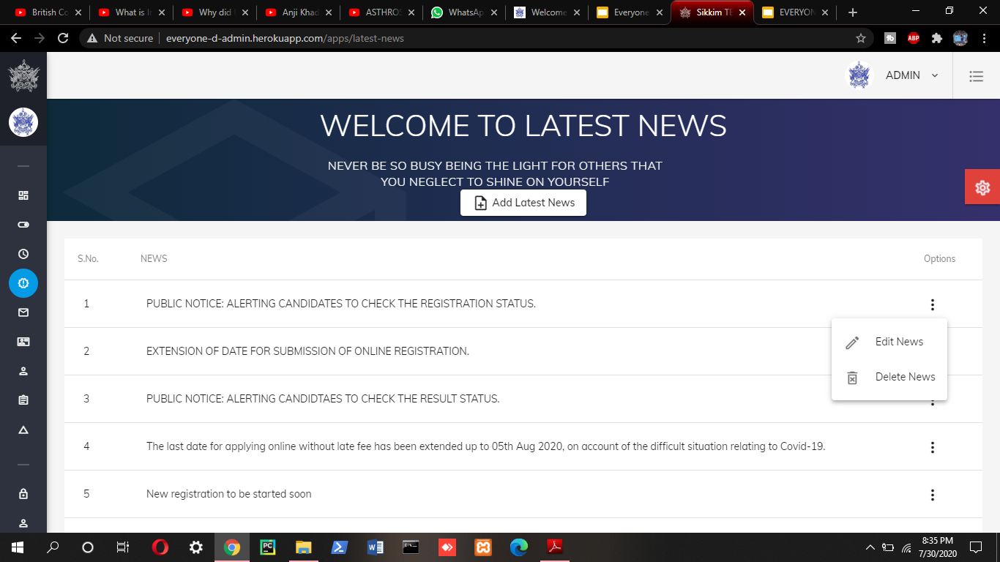 British Co
What is I
Why did
Anji Khad
ASTHROS
WhatsAp
Welcome
Everyone
Sikkim TE
EVERYON
Not secure
everyone-d-admin.herokuapp.com/apps/latest-news
ABP
ADMIN
WELCOME TO LATEST NEWS
NEVER BE SO BUSY BEING THE LIGHT FOR OTHERS THAT
YOU NEGLECT TO SHINE ON YOURSELF
Add Latest News
S.No. NEWS Options
1 PUBLIC NOTICE: ALERTING CANDIDATES TO CHECK THE REGISTRATION STATUS.
Edit News
2 EXTENSION OF DATE FOR SUBMISSION OF ONLINE REGISTRATION.
Delete News
3 PUBLIC NOTICE: ALERTING CANDIDTAES TO CHECK THE RESULT STATUS.
4 The last date for applying online without late fee has been extended up to 05th Aug 2020, on account of the difficult situation relating to Covid-19.
5 New registration to be started soon
PC
8:35 PM
7/30/2020